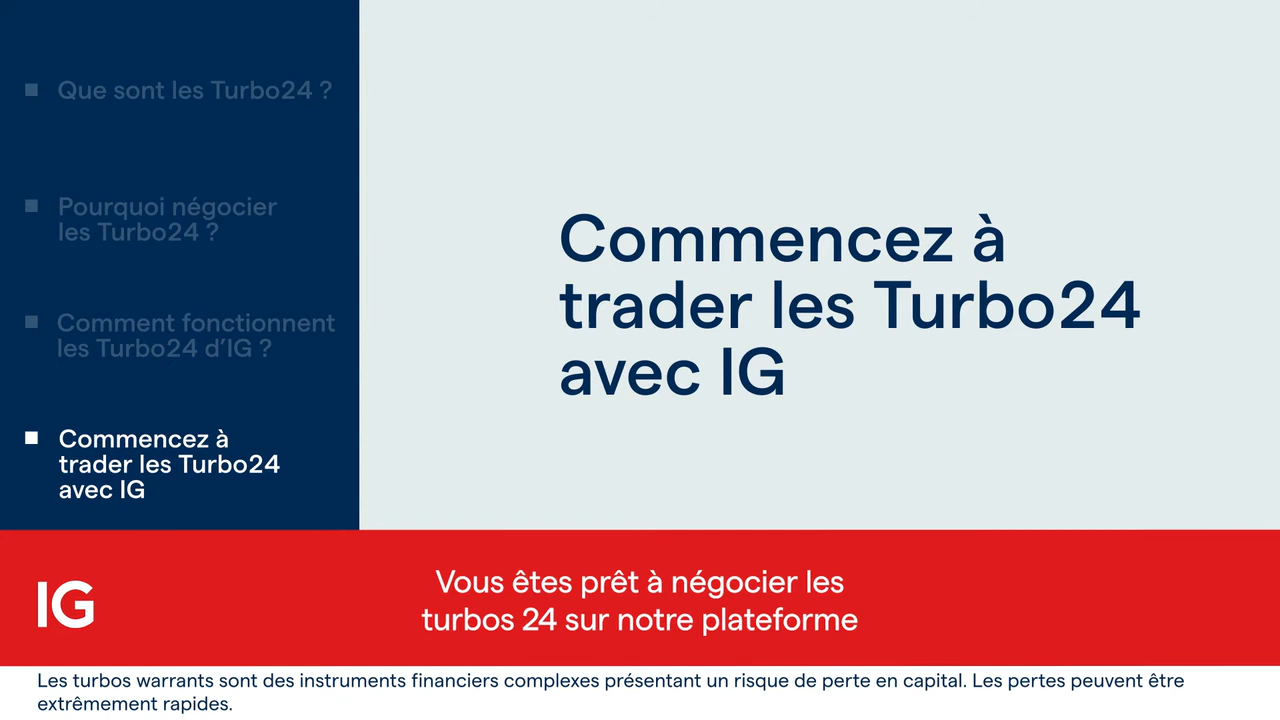 Que sont les Turbo24 ?
Pourquoi négocier
les Turbo24 ?
Comment fonctionnent
les Turbo24 d’IG ?
Commencez à
trader les Turbo24
avec IG
Commencez à
trader les Turbo24
avec IG
IG
Vous êtes prêt à négocier les
turbos 24 sur notre plateforme
Les turbos warrants sont des instruments financiers complexes présentant un risque de perte en capital. Les pertes peuvent être
extrêmement rapides.